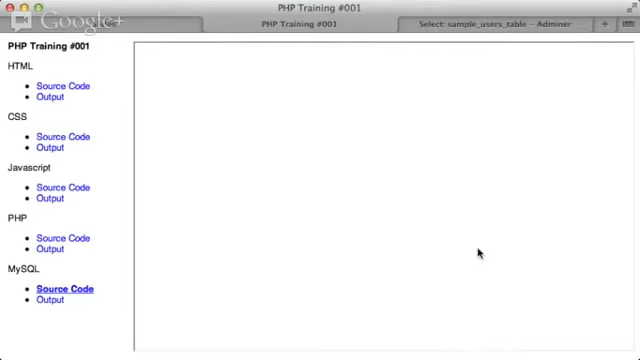 PHP Training #001
Google+
PHP Training #001
Select: sample_users_table – Adminer
PHP Training #001
HTML
Source Code
Output
CSS
Source Code
Output
Javascript
Source Code
Output
PHP
Source Code
Output
MySQL
Source Code
Output